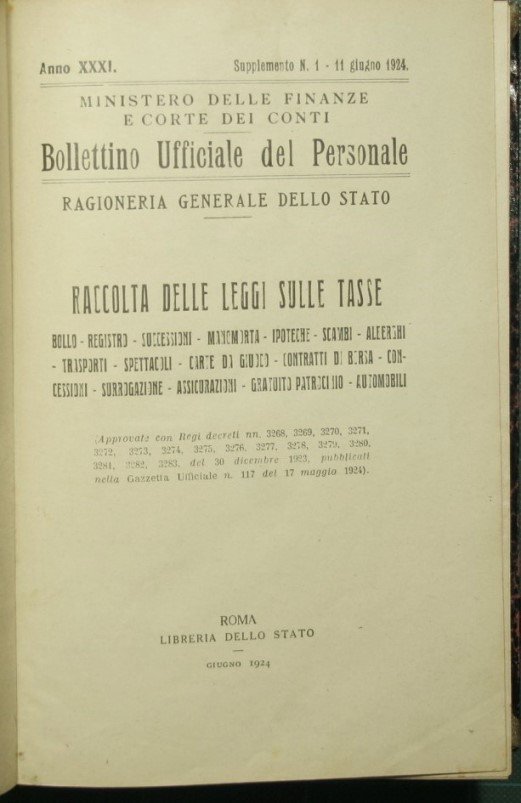 Anno XXXI.
Supplemento N. 1 - 11 giugno 1924.
MINISTERO DELLE FINANZE
E CORTE DEI CONTI
Bollettino Ufficiale del Personale
RAGIONERIA GENERALE DELLO STATO
RACCOLTA DELLE LEGGI SULLE TASSE
BOLLO - REGISTRO - SUCCESSIONI - MANOMORTA - IPOTECHE - SCAMBI - ALBERGHI
- TRASPORTI - SPETTACOLI - CARTE DA GIUOCO - CONTRATTI DI BORSA - CON-
CESSIONI - SURROGAZIONE - ASSICURAZIONI - GRATUITO PATROCINIO - AUTOMOBILI
(Approvate con Regi decreti nn. 3268, 3269, 3270, 3271,
3272, 3273, 3274, 3275, 3276, 3277, 3278, 3279, 3280,
3281, 3282, 3283, del 30 dicembre 1923, pubblicati
nella Gazzetta Ufficiale n. 117 del 17 maggio 1924).
ROMA
LIBRERIA DELLO STATO
GIUGNO 1924